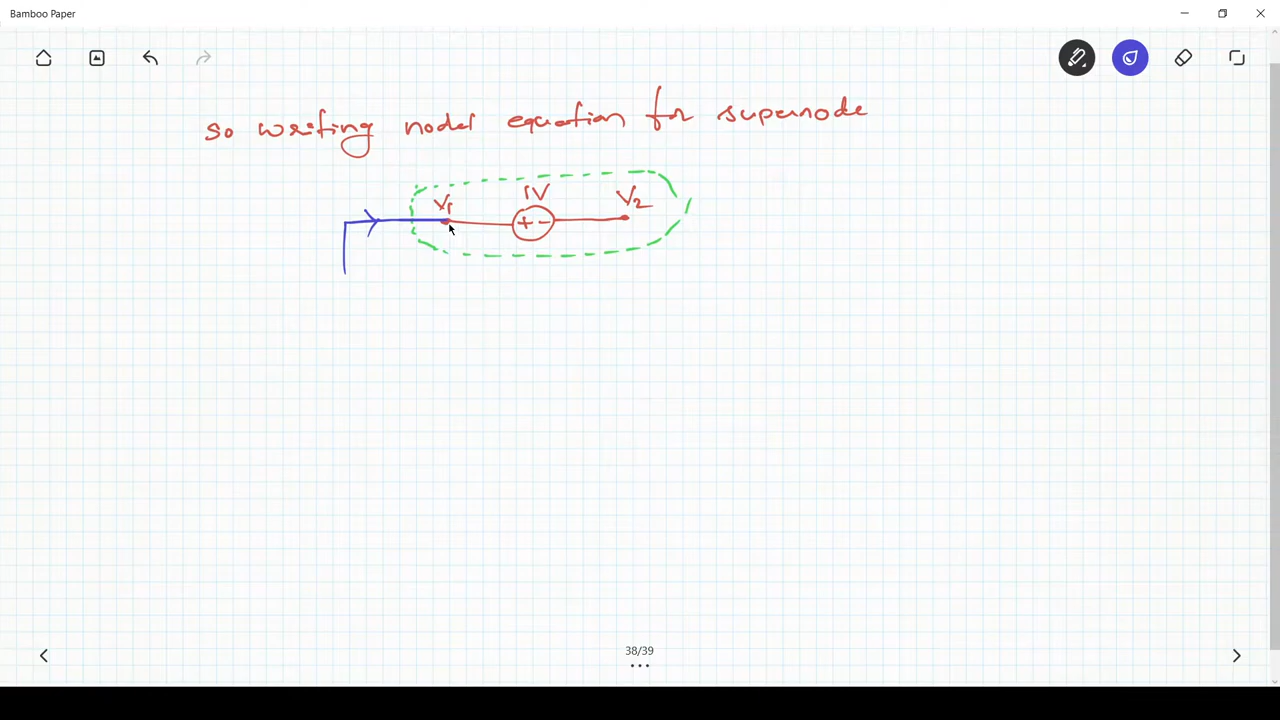 Bamboo Paper
so writing nodal equation for supernode
V1 1V V2
+ -
38/39